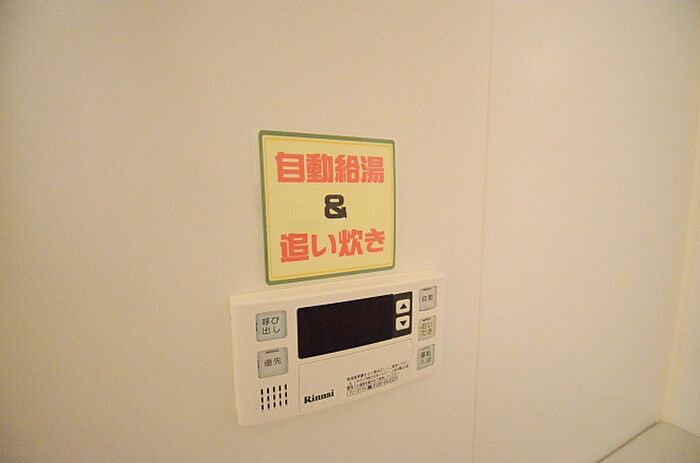 自動給湯
&
追い炊き
呼び
出し
優先
自動
おい
だき
運転
入/切
Rinnai